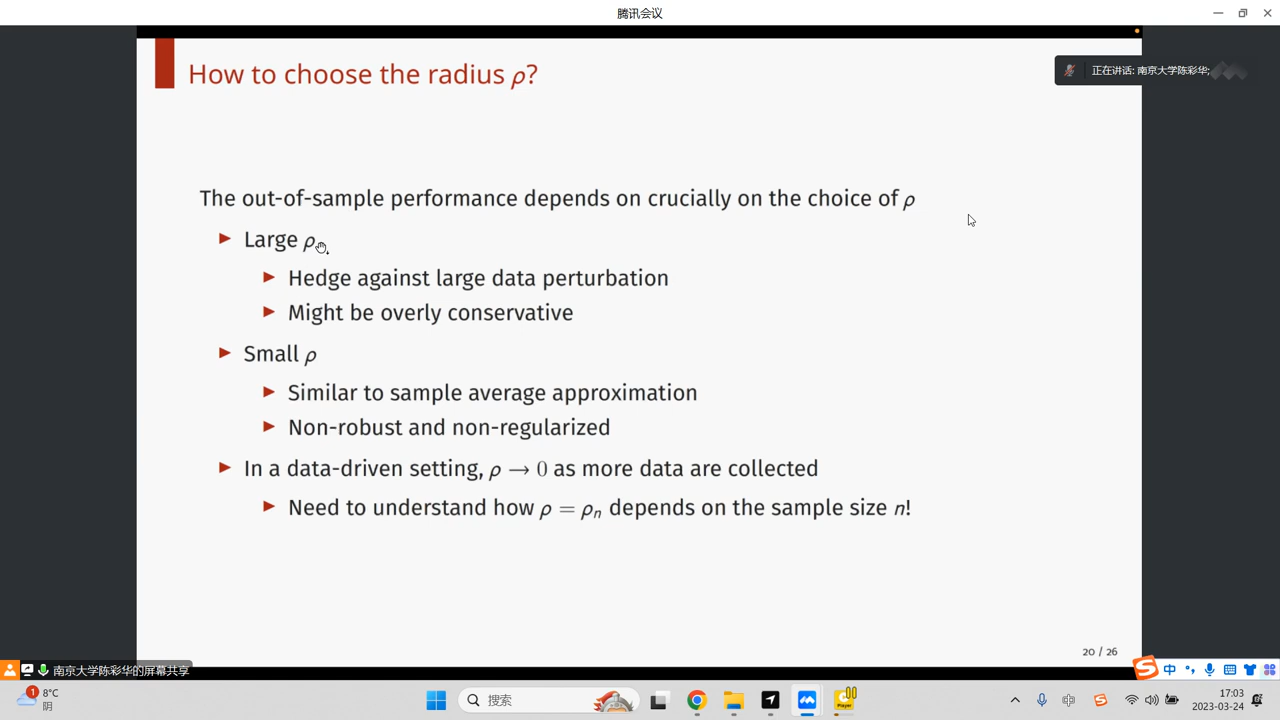 腾讯会议
How to choose the radius ρ?
正在讲话: 南京大学陈彩华;
The out-of-sample performance depends on crucially on the choice of ρ
Large ρ
Hedge against large data perturbation
Might be overly conservative
Small ρ
Similar to sample average approximation
Non-robust and non-regularized
In a data-driven setting, ρ → 0 as more data are collected
Need to understand how ρ = ρₙ depends on the sample size n!
20 / 26
南京大学陈彩华的屏幕共享
中
1
8°C
阴
搜索
Player
17:03
2023-03-24